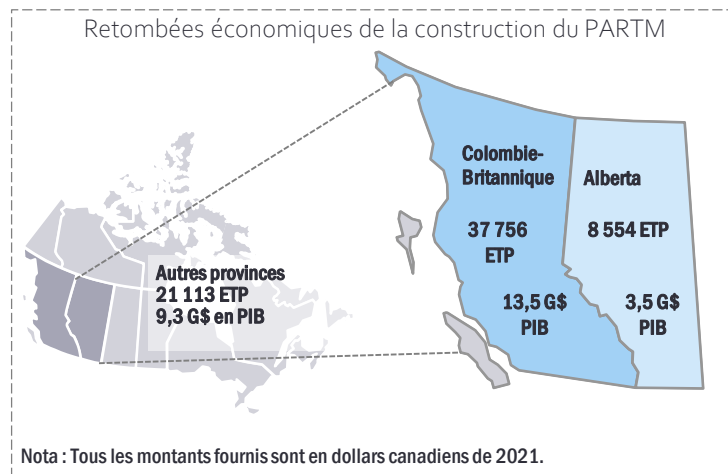 Retombées économiques de la construction du PARTM
Colombie-
Britannique
37 756
ETP
13,5 G$
PIB
Alberta
8 554 ETP
3,5 G$
PIB
Autres provinces
21 113 ETP
9,3 G$ en PIB
Nota : Tous les montants fournis sont en dollars canadiens de 2021.